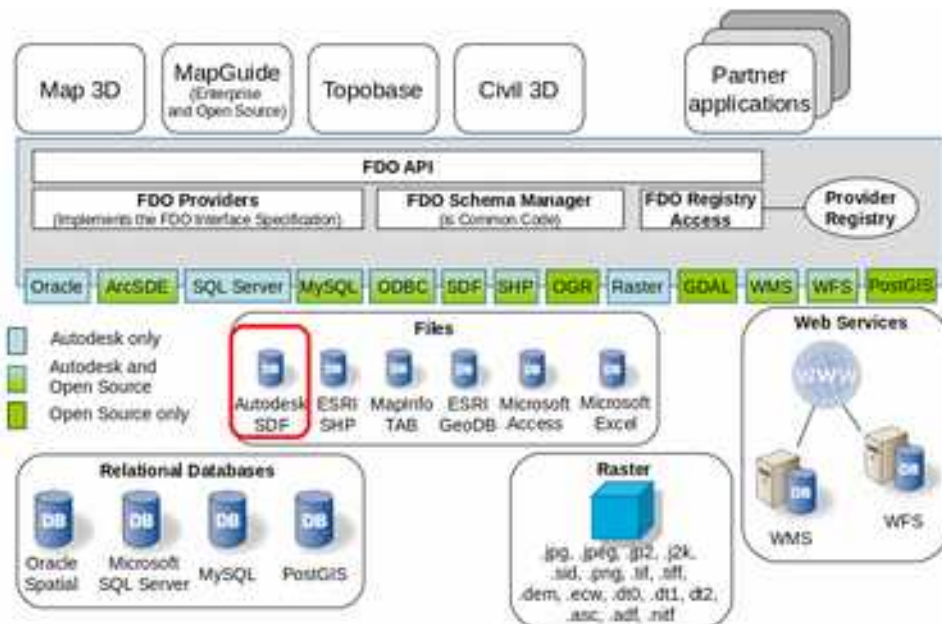 Map 3D
MapGuide
(Enterprise
and Open Source)
Topobase
Civil 3D
Partner
applications
FDO API
FDO Providers
(Implements the FDO Interface Specification)
FDO Schema Manager
(is Common Code)
FDO Registry
Access
Provider
Registry
Oracle
ArcSDE
SQL Server
MySQL
ODBC
SDF
SHP
OGR
Raster
GDAL
WMS
WFS
PostGIS
Autodesk only
Autodesk and
Open Source
Open Source only
Files
DB
DB
DB
DB
DB
DB
Autodesk
SDF
ESRI
SHP
MapInfo
TAB
ESRI
GeoDB
Microsoft
Access
Microsoft
Excel
Web Services
WWW
DB
DB
WMS
WFS
Relational Databases
DB
DB
DB
DB
Oracle
Spatial
Microsoft
SQL Server
MySQL
PostGIS
Raster
.jpg, .jpeg, .jp2, .j2k,
.sid, .png, .tif, .tiff,
.dem, .ecw, .dt0, .dt1, dt2,
.asc, .adf, .nitf